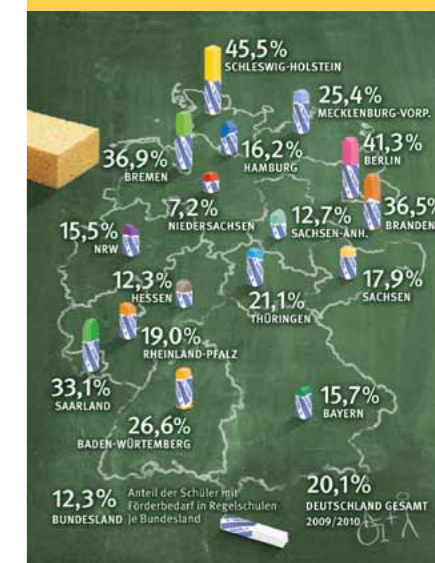 45,5%
SCHLESWIG-HOLSTEIN
25,4%
MECKLENBURG-VORP.
36,9%
BREMEN
16,2%
HAMBURG
41,3%
BERLIN
7,2%
NIEDERSACHSEN
12,7%
SACHSEN-ANH.
36,5%
BRANDEN
15,5%
NRW
12,3%
HESSEN
21,1%
THÜRINGEN
17,9%
SACHSEN
19,0%
RHEINLAND-PFALZ
33,1%
SAARLAND
26,6%
BADEN-WÜRTEMBERG
15,7%
BAYERN
12,3%
BUNDESLAND
Anteil der Schüler mit
Förderbedarf in Regelschulen
je Bundesland
20,1%
DEUTSCHLAND GESAMT
2009/2010